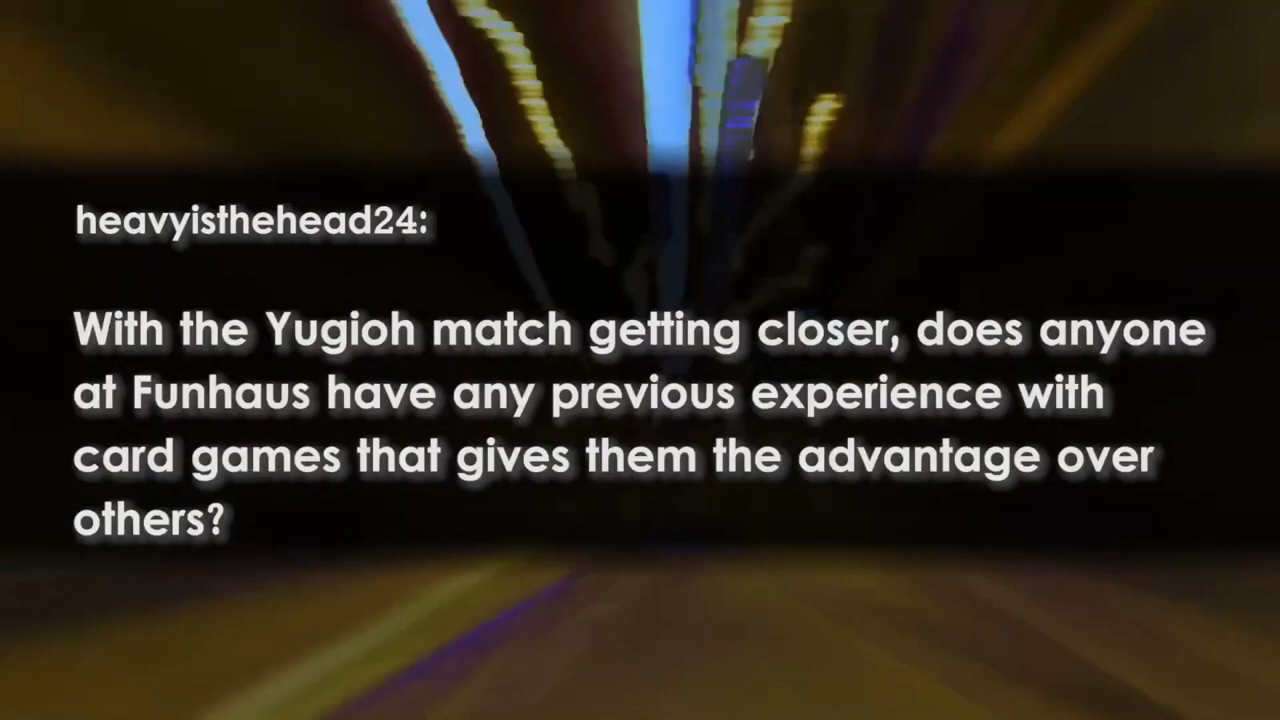 heavyisthehead24:
With the Yugioh match getting closer, does anyone
at Funhaus have any previous experience with
card games that gives them the advantage over
others?